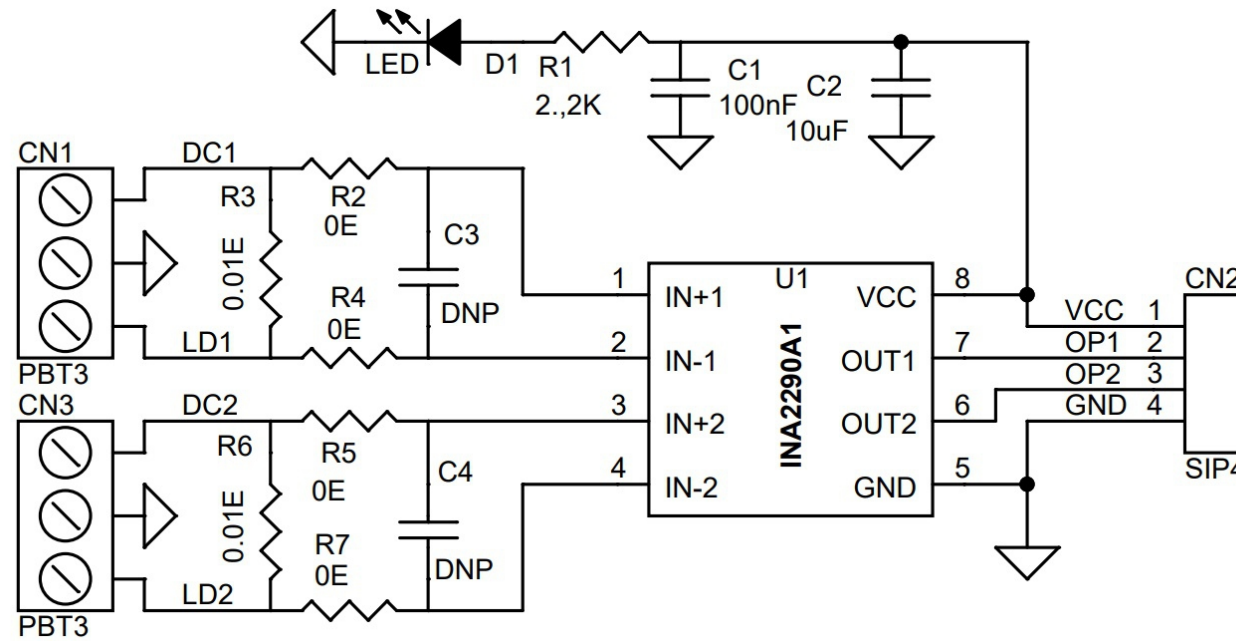 LED
D1
R1
2.,2K
C1
100nF
C2
10uF
CN1
DC1
R3
0.01E
R2
0E
C3
DNP
R4
0E
LD1
PBT3
CN3
DC2
R6
0.01E
R5
0E
C4
DNP
R7
0E
LD2
PBT3
1
2
3
4
U1
INA2290A1
IN+1
IN-1
IN+2
IN-2
VCC
OUT1
OUT2
GND
8
7
6
5
CN2
VCC 1
OP1 2
OP2 3
GND 4
SIP4